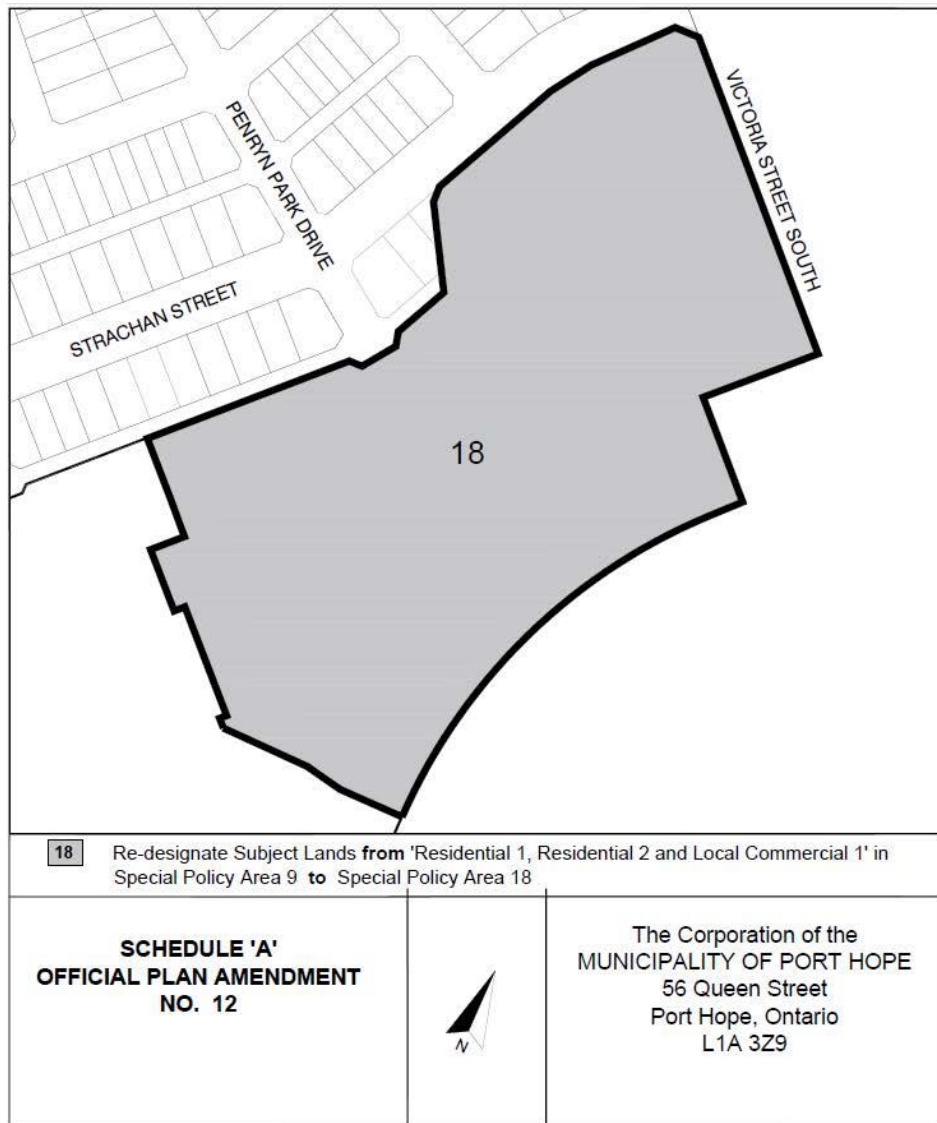 PENRYN PARK DRIVE
VICTORIA STREET SOUTH
STRACHAN STREET
18
18 Re-designate Subject Lands from 'Residential 1, Residential 2 and Local Commercial 1' in
Special Policy Area 9 to Special Policy Area 18
SCHEDULE 'A'
OFFICIAL PLAN AMENDMENT
NO. 12
N
The Corporation of the
MUNICIPALITY OF PORT HOPE
56 Queen Street
Port Hope, Ontario
L1A 3Z9